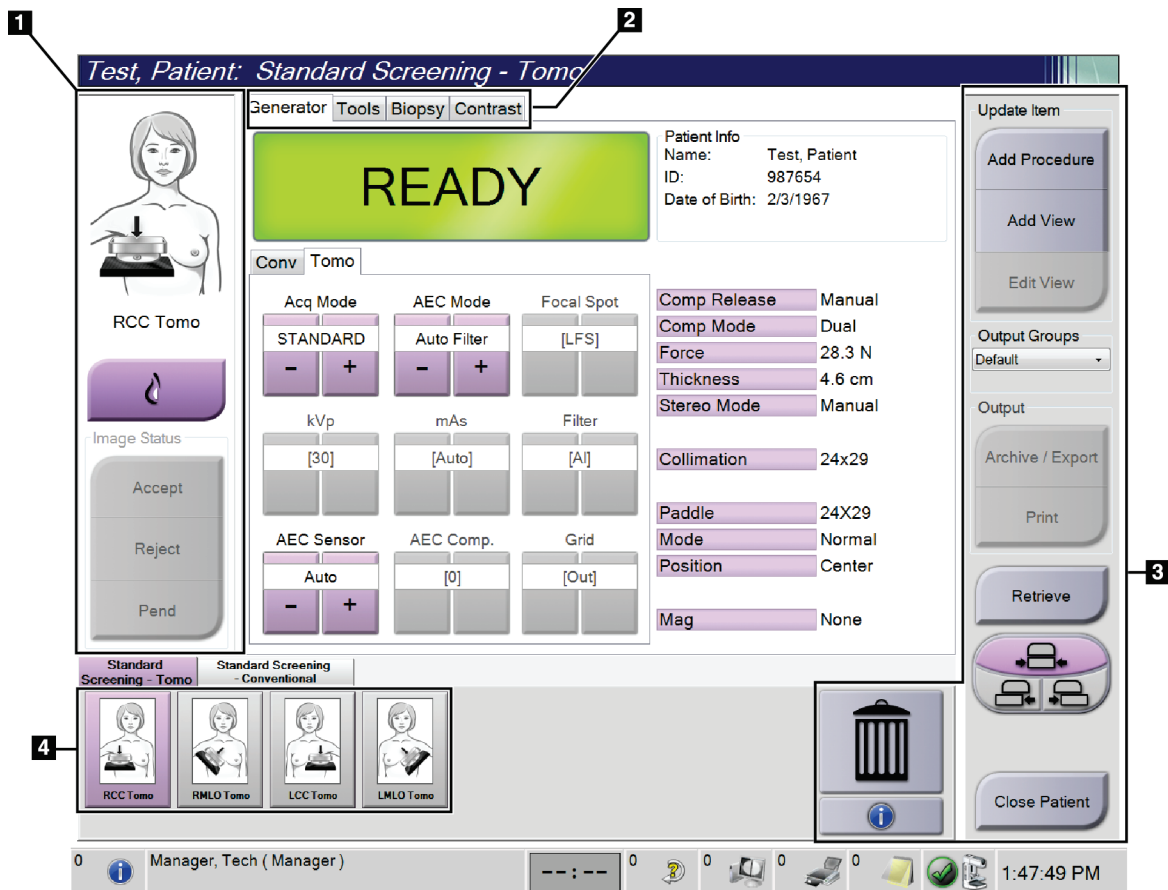 1
2
Test, Patient: Standard Screening - Tomo
Generator Tools Biopsy Contrast
READY
Patient Info
Name: Test, Patient
ID: 987654
Date of Birth: 2/3/1967
RCC Tomo
Image Status
Accept
Reject
Pend
Conv Tomo
Acq Mode AEC Mode Focal Spot
STANDARD Auto Filter [LFS]
- + - +
kVp mAs Filter
[30] [Auto] [Al]
AEC Sensor AEC Comp. Grid
Auto [0] [Out]
- +
Comp Release Manual
Comp Mode Dual
Force 28.3 N
Thickness 4.6 cm
Stereo Mode Manual
Collimation 24x29
Paddle 24X29
Mode Normal
Position Center
Mag None
Update Item
Add Procedure
Add View
Edit View
Output Groups
Default
Output
Archive / Export
Print
3
Retrieve
Close Patient
Standard
Screening - Tomo
Standard Screening
- Conventional
4
RCC Tomo RMLO Tomo LCC Tomo LMLO Tomo
0 Manager, Tech ( Manager ) --:-- 0 0 0 0 1:47:49 PM